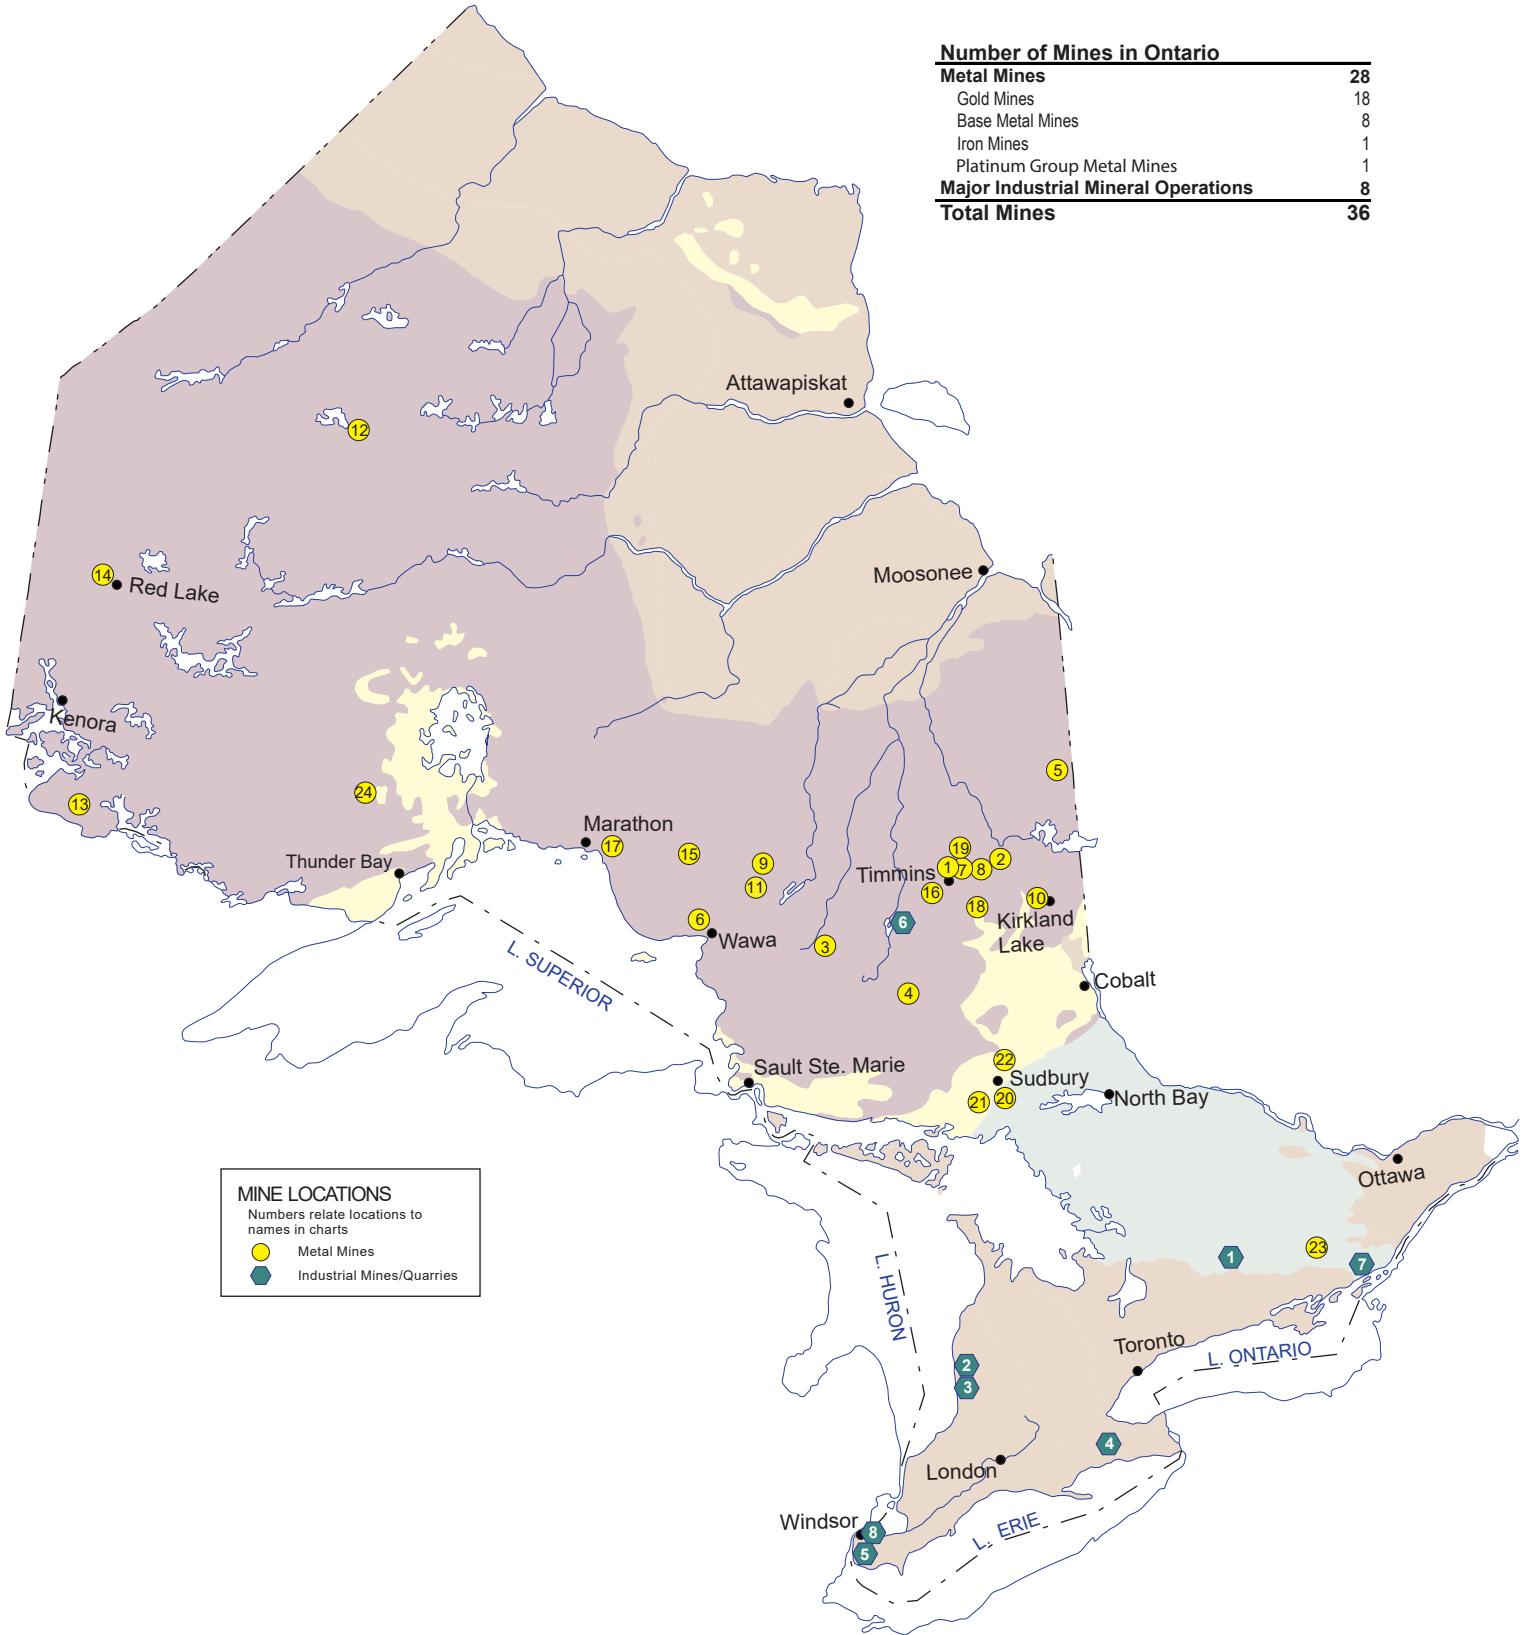 Number of Mines in Ontario
Metal Mines 28
Gold Mines 18
Base Metal Mines 8
Iron Mines 1
Platinum Group Metal Mines 1
Major Industrial Mineral Operations 8
Total Mines 36
Attawapiskat
12
Moosonee
14
Red Lake
Kenora
5
24
13
Marathon
17
15
9
11
Thunder Bay
19
2
1
7
8
Timmins
16
18
10
Kirkland
Lake
6
6
Wawa
3
4
L. SUPERIOR
Cobalt
22
Sault Ste. Marie
Sudbury
21
20
North Bay
Ottawa
MINE LOCATIONS
Numbers relate locations to
names in charts
Metal Mines
Industrial Mines/Quarries
23
1
7
L. HURON
Toronto
L. ONTARIO
2
3
4
London
Windsor
8
5
L. ERIE